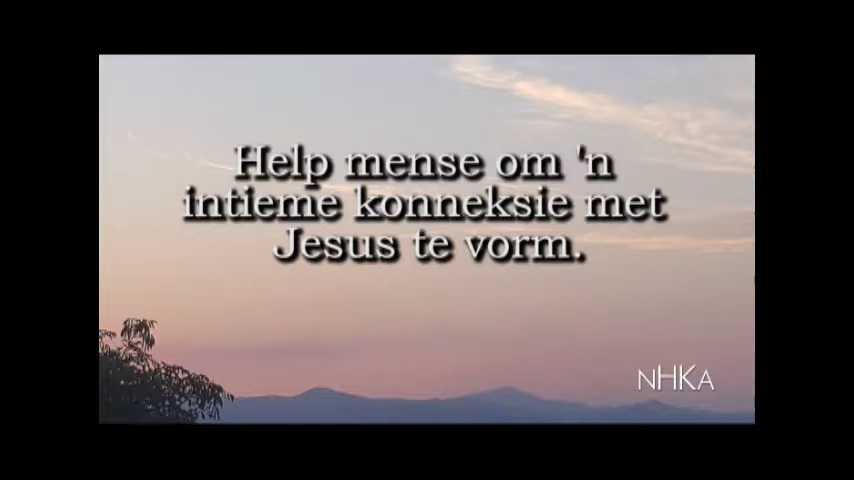 Help mense om 'n
intieme konneksie met
Jesus te vorm.
NHKA